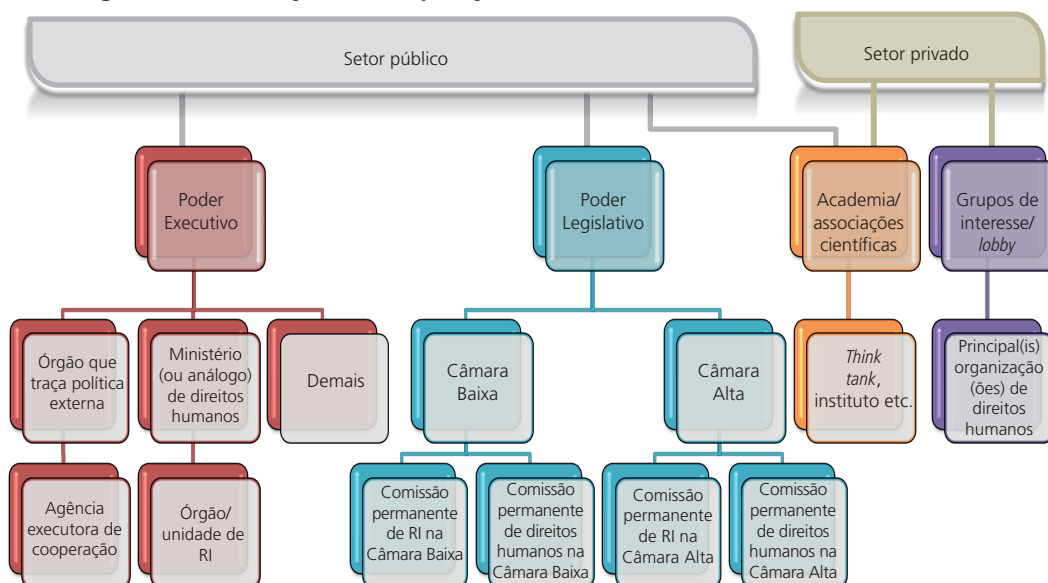 Setor público
Setor privado
Poder
Executivo
Poder
Legislativo
Academia/
associações
científicas
Grupos de
interesse/
lobby
Órgão que
traça política
externa
Ministério
(ou análogo)
de direitos
humanos
Demais
Câmara
Baixa
Câmara
Alta
Think
tank,
instituto etc.
Principal(is)
organização
(ões) de
direitos
humanos
Agência
executora de
cooperação
Órgão/
unidade de
RI
Comissão
permanente
de RI na
Câmara Baixa
Comissão
permanente
de direitos
humanos na
Câmara Baixa
Comissão
permanente
de RI na
Câmara Alta
Comissão
permanente
de direitos
humanos na
Câmara Alta